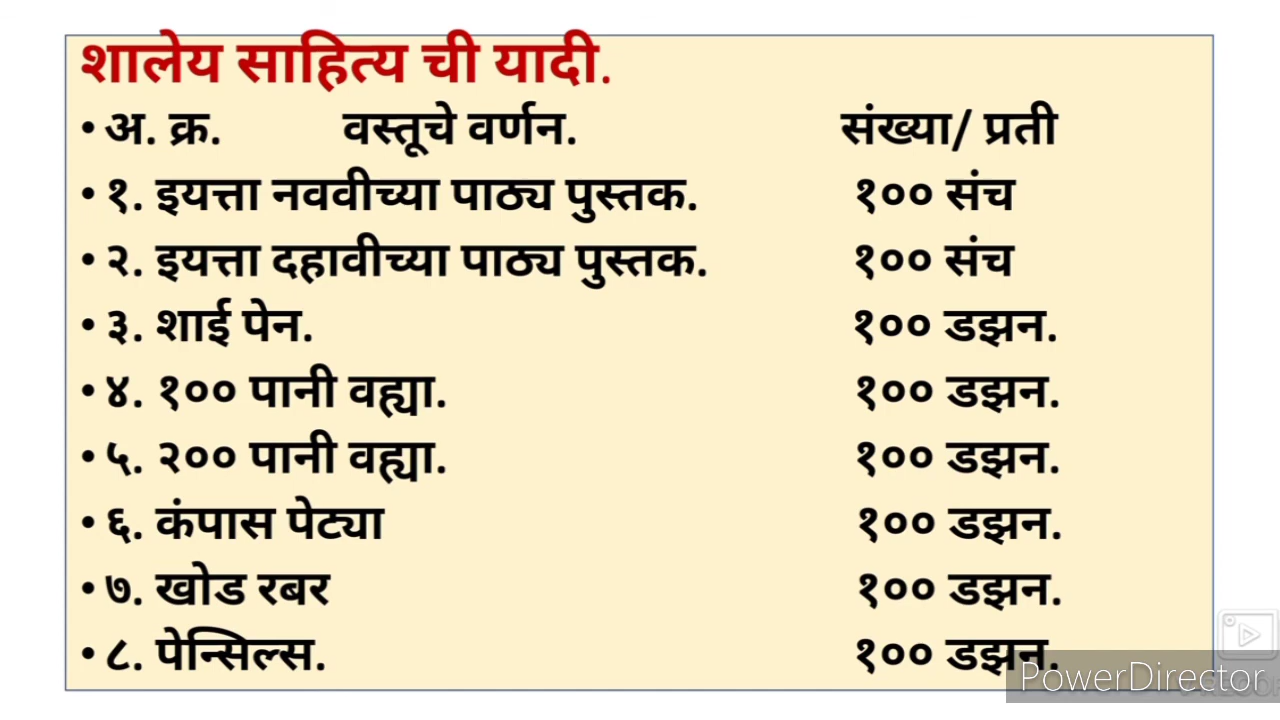 शालेय साहित्य ची यादी.
• अ. क्र. वस्तूचे वर्णन. संख्या/ प्रती
• १. इयत्ता नववीच्या पाठ्य पुस्तक. १०० संच
• २. इयत्ता दहावीच्या पाठ्य पुस्तक. १०० संच
• ३. शाई पेन. १०० डझन.
• ४. १०० पानी वह्या. १०० डझन.
• ५. २०० पानी वह्या. १०० डझन.
• ६. कंपास पेट्या १०० डझन.
• ७. खोड रबर १०० डझन.
• ८. पेन्सिल्स. १०० डझन.
PowerDirector